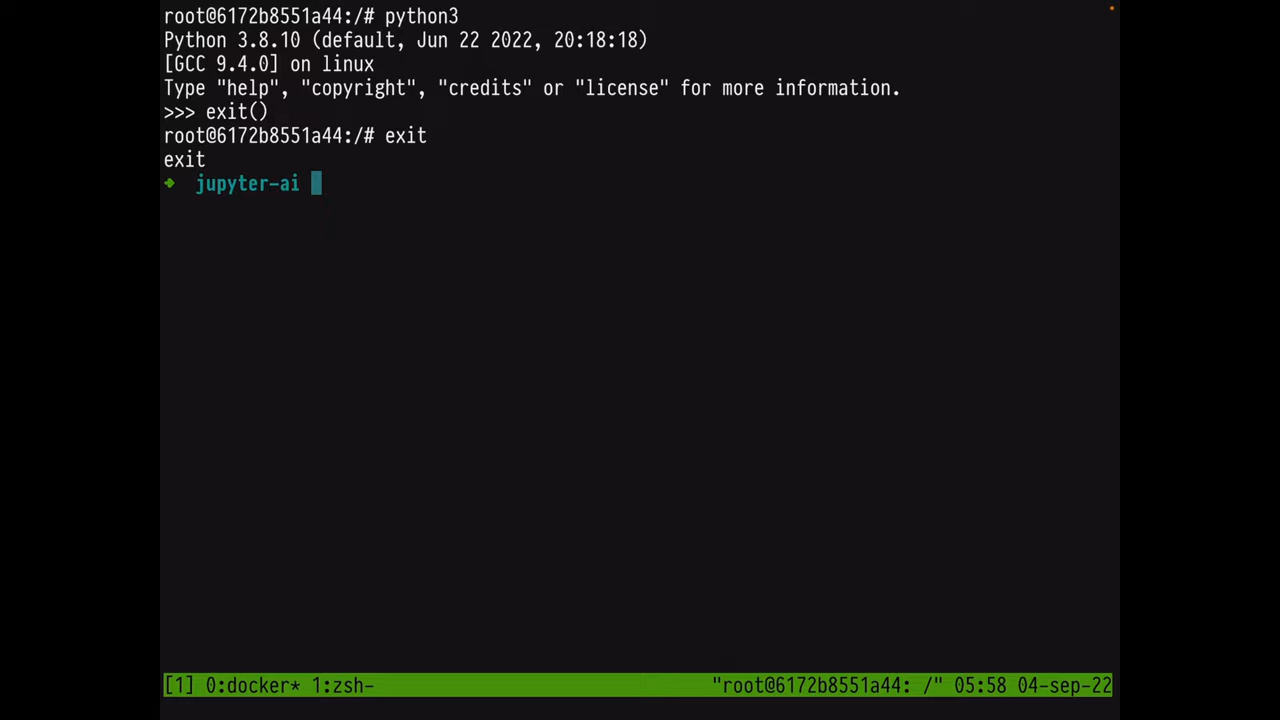 root@6172b8551a44:/# python3
Python 3.8.10 (default, Jun 22 2022, 20:18:18)
[GCC 9.4.0] on linux
Type "help", "copyright", "credits" or "license" for more information.
>>> exit()
root@6172b8551a44:/# exit
exit
➜  jupyter-ai
[1] 0:docker* 1:zsh- "root@6172b8551a44: /" 05:58 04-sep-22